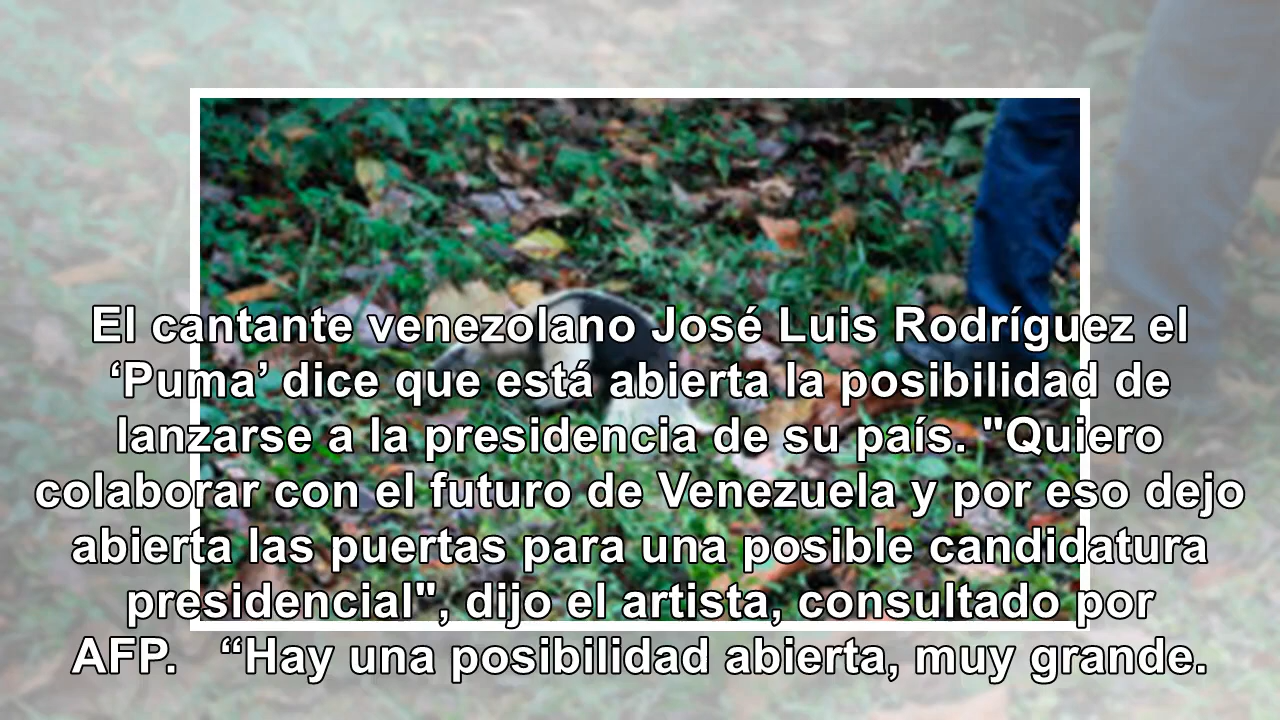 El cantante venezolano José Luis Rodríguez el
‘Puma’ dice que está abierta la posibilidad de
lanzarse a la presidencia de su país. "Quiero
colaborar con el futuro de Venezuela y por eso dejo
abierta las puertas para una posible candidatura
presidencial", dijo el artista, consultado por
AFP.   “Hay una posibilidad abierta, muy grande.